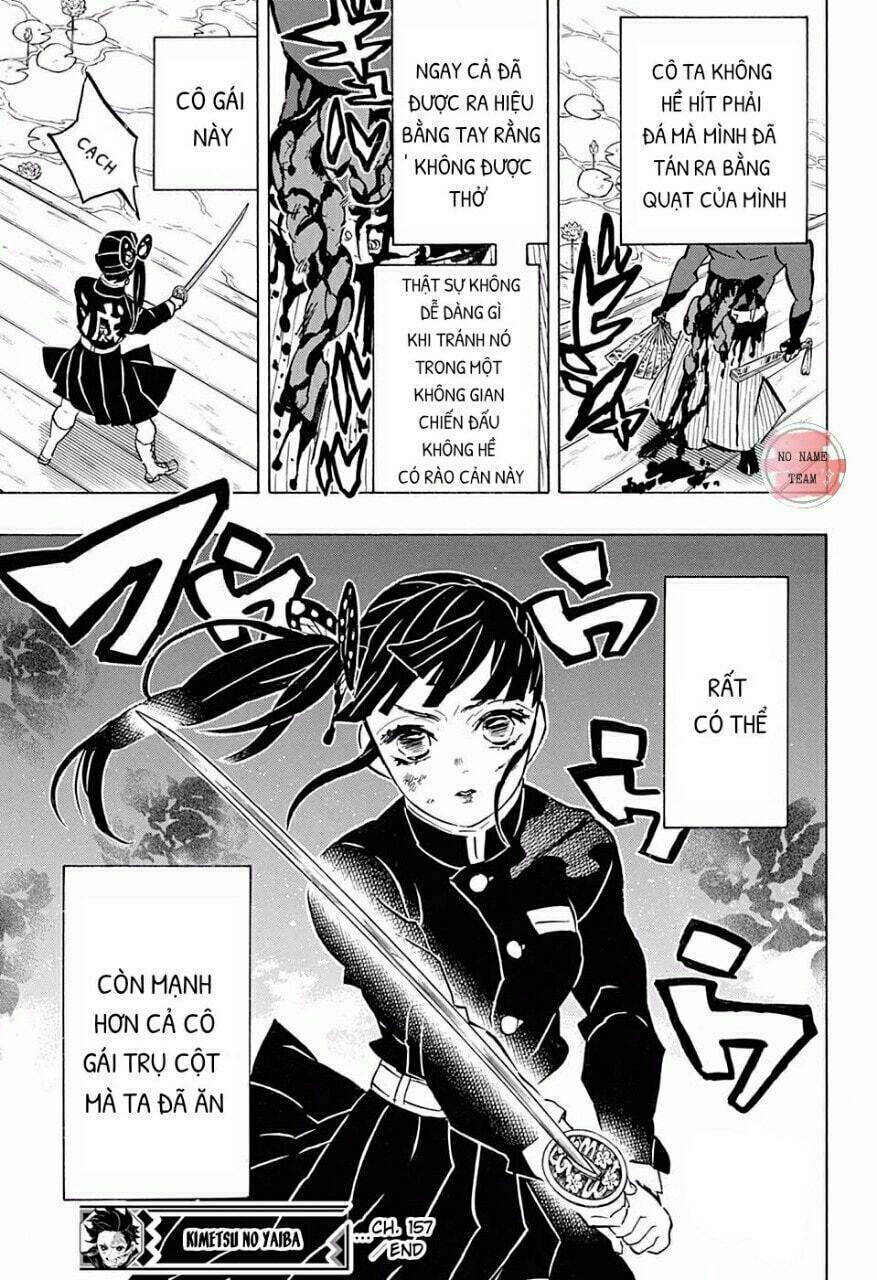 CÔ TA KHÔNG
HỀ HÍT PHẢI
ĐÁ MÀ MÌNH ĐÃ
TÁN RA BẰNG
QUẠT CỦA MÌNH
NGAY CẢ ĐÃ
ĐƯỢC RA HIỆU
BẰNG TAY RẰNG
' KHÔNG ĐƯỢC
THỞ
THẬT SỰ KHÔNG
DỄ DÀNG GÌ
KHI TRÁNH NÓ
TRONG MỘT
KHÔNG GIAN
CHIẾN ĐẤU
KHÔNG HỀ
CÓ RÀO CẢN NÀY
CÔ GÁI
NÀY
CẠCH
滅
NO NAME
TEAM
RẤT
CÓ THỂ
CÒN MẠNH
HƠN CẢ CÔ
GÁI TRỤ CỘT
MÀ TA ĐÃ ĂN
KIMETSU NO YAIBA
...CH. 157
END